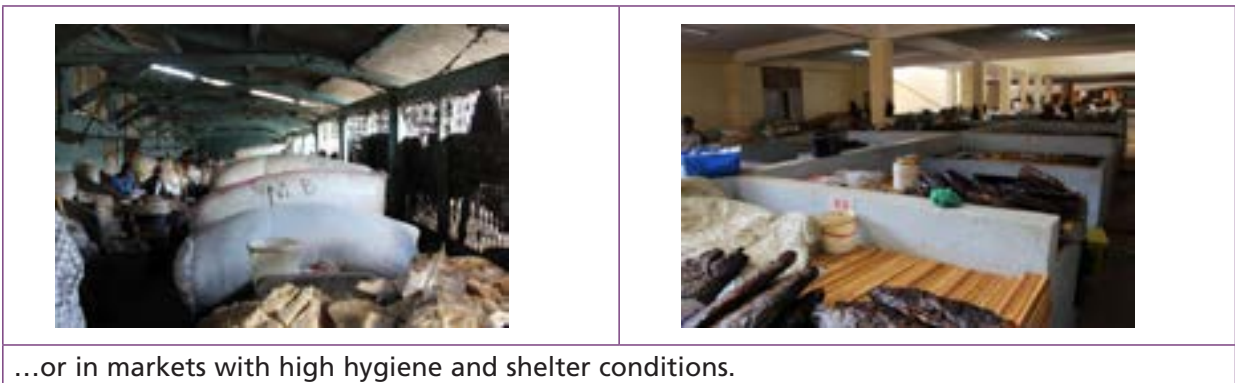 …or in markets with high hygiene and shelter conditions.